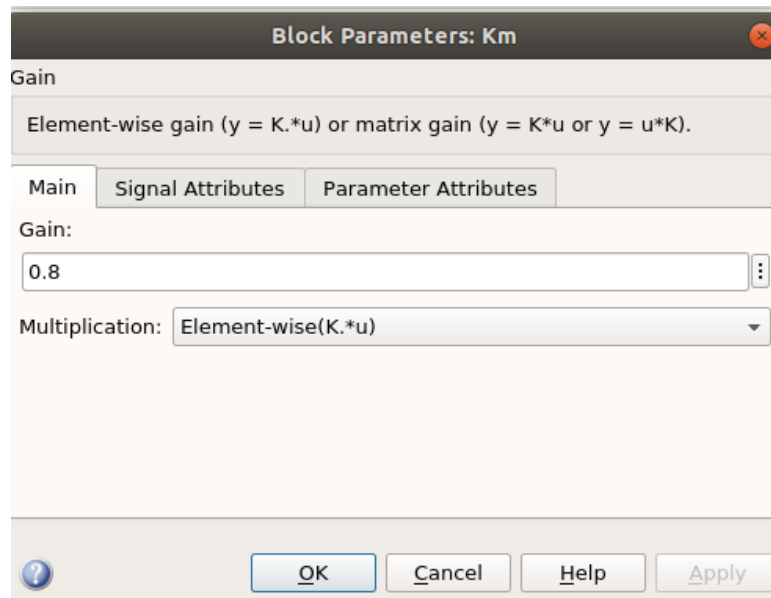 Block Parameters: Km
Gain
Element-wise gain (y = K.*u) or matrix gain (y = K*u or y = u*K).
Main Signal Attributes Parameter Attributes
Gain:
0.8
Multiplication: Element-wise(K.*u)
OK Cancel Help Apply